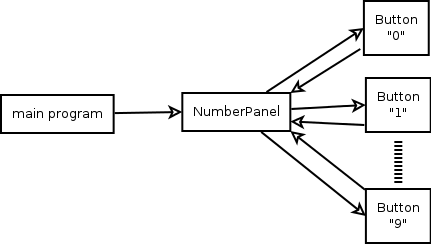 Button
"0"
main program
NumberPanel
Button
"1"
Button
"9"